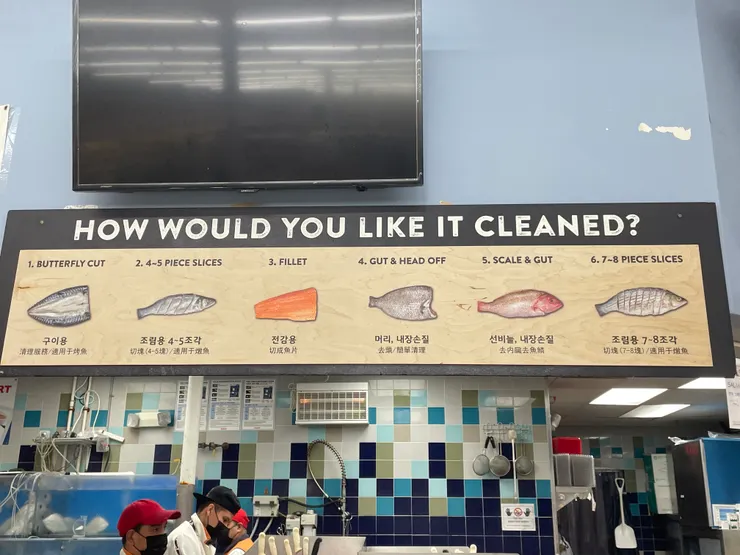 HOW WOULD YOU LIKE IT CLEANED?
1. BUTTERFLY CUT
구이용
清理服務/適用于烤魚
2. 4-5 PIECE SLICES
조림용 4-5조각
切塊(4-5塊)/適用于燉魚
3. FILLET
전감용
切成魚片
4. GUT & HEAD OFF
머리, 내장손질
去頭/簡單清理
5. SCALE & GUT
선비늘, 내장손질
去内臟去魚鱗
6. 7-8 PIECE SLICES
조림용 7-8조각
切塊(7-8塊)/適用于燉魚
RT